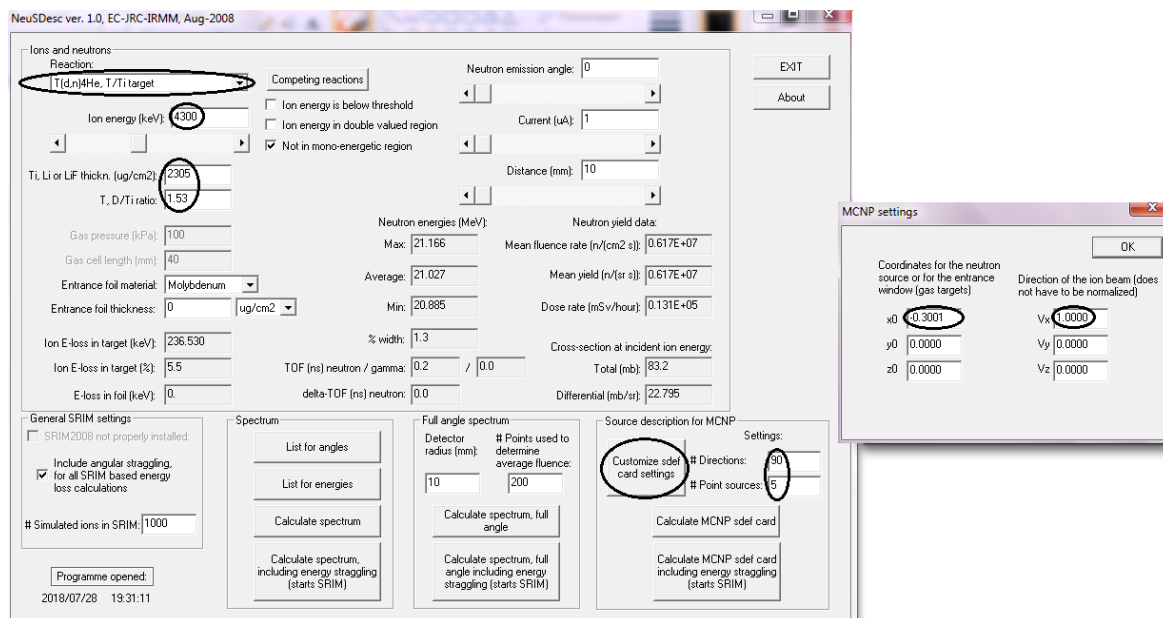 NeuSDesc ver. 1.0, EC-JRC-IRMM, Aug-2008
Ions and neutrons
Reaction:
T(d,n)4He, T/Ti target
Competing reactions
Ion energy is below threshold
Ion energy in double valued region
Not in mono-energetic region
Ion energy (keV): 4300
Ti, Li or LiF thickn. (ug/cm2): 2305
T, D/Ti ratio: 1.53
Gas pressure (kPa): 100
Gas cell length (mm): 40
Entrance foil material: Molybdenum
Entrance foil thickness: 0 ug/cm2
Ion E-loss in target (keV): 236.530
Ion E-loss in target (%): 5.5
E-loss in foil (keV): 0.
Neutron emission angle: 0
Current (uA): 1
Distance (mm): 10
Neutron energies (MeV):
Max: 21.166
Average: 21.027
Min: 20.885
% width: 1.3
TOF (ns) neutron / gamma: 0.2 / 0.0
delta-TOF (ns) neutron: 0.0
Neutron yield data:
Mean fluence rate (n/(cm2 s)): 0.617E+07
Mean yield (n/(sr s)): 0.617E+07
Dose rate (mSv/hour): 0.131E+05
Cross-section at incident ion energy:
Total (mb): 83.2
Differential (mb/sr): 22.795
EXIT
About
General SRIM settings
SRIM2008 not properly installed:
Include angular straggling,
for all SRIM based energy
loss calculations
# Simulated ions in SRIM: 1000
Programme opened:
2018/07/28 19:31:11
Spectrum
List for angles
List for energies
Calculate spectrum
Calculate spectrum,
including energy straggling
(starts SRIM)
Full angle spectrum
Detector
radius (mm):
10
# Points used to
determine
average fluence:
200
Calculate spectrum, full
angle
Calculate spectrum, full
angle including energy
straggling (starts SRIM)
Source description for MCNP
Settings:
Customize sdef
card settings
# Directions: 90
# Point sources: 5
Calculate MCNP sdef card
Calculate MCNP sdef card
including energy straggling
(starts SRIM)
MCNP settings
OK
Coordinates for the neutron
source or for the entrance
window (gas targets)
x0 -0.3001
y0 0.0000
z0 0.0000
Direction of the ion beam (does
not have to be normalized)
Vx 1.0000
Vy 0.0000
Vz 0.0000